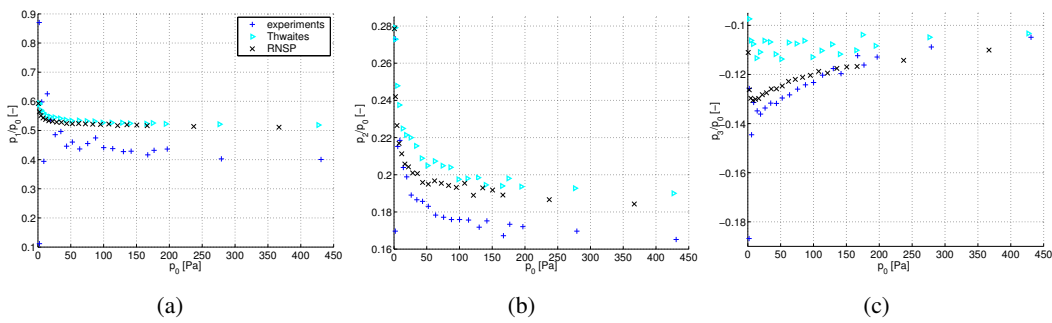 0.9
0.8
0.7
0.6
0.5
0.4
0.3
0.2
0.1
p1/p0 [−]
0 50 100 150 200 250 300 350 400 450
p0 [Pa]
experiments
Thwaites
RNSP
(a)
0.28
0.26
0.24
0.22
0.2
0.18
0.16
p2/p0 [−]
0 50 100 150 200 250 300 350 400 450
p0 [Pa]
(b)
−0.1
−0.12
−0.14
−0.16
−0.18
p3/p0 [−]
0 50 100 150 200 250 300 350 400 450
p0 [Pa]
(c)